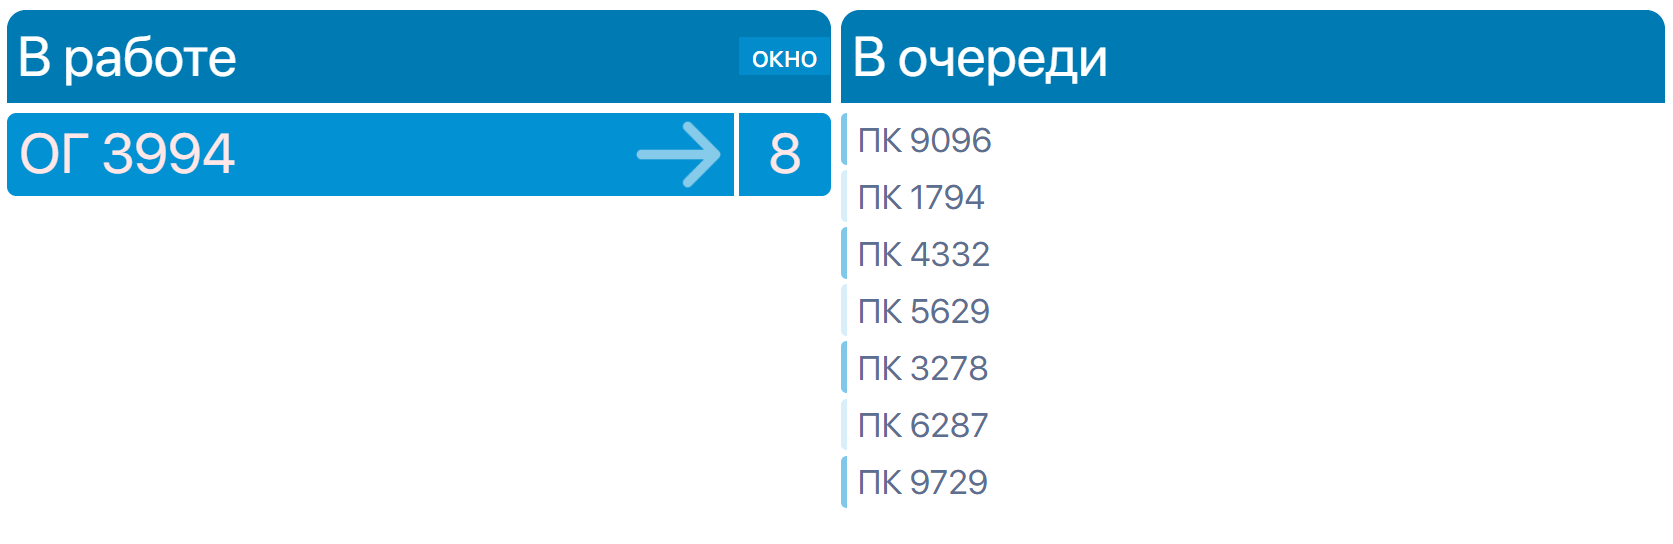 В работе
окно
ОГ 3994
8
В очереди
ПК 9096
ПК 1794
ПК 4332
ПК 5629
ПК 3278
ПК 6287
ПК 9729